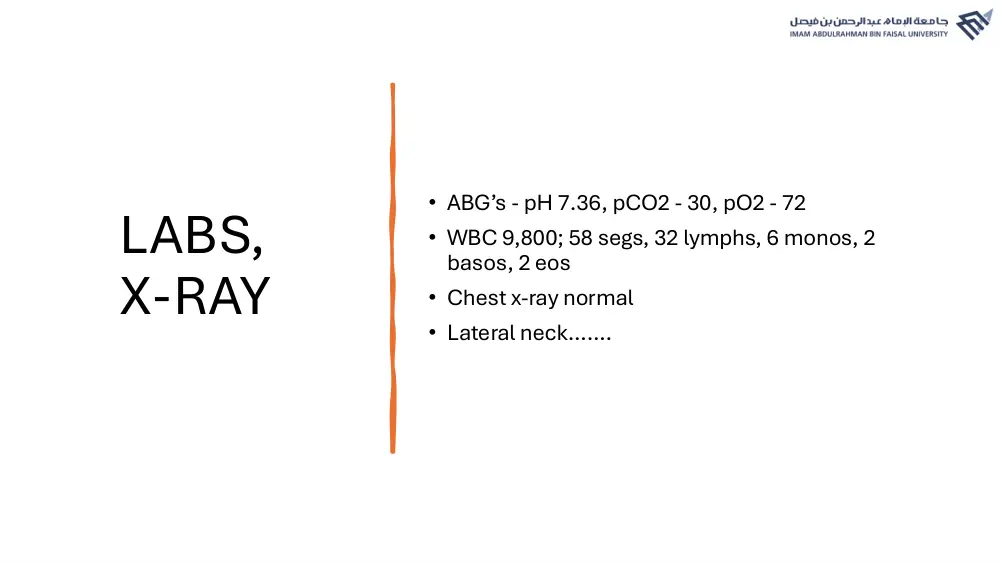 جامعة الإمام عبدالرحمن بن فيصل
IMAM ABDULRAHMAN BIN FAISAL UNIVERSITY
LABS,
X-RAY
• ABG’s - pH 7.36, pCO2 - 30, pO2 - 72
• WBC 9,800; 58 segs, 32 lymphs, 6 monos, 2
basos, 2 eos
• Chest x-ray normal
• Lateral neck…….